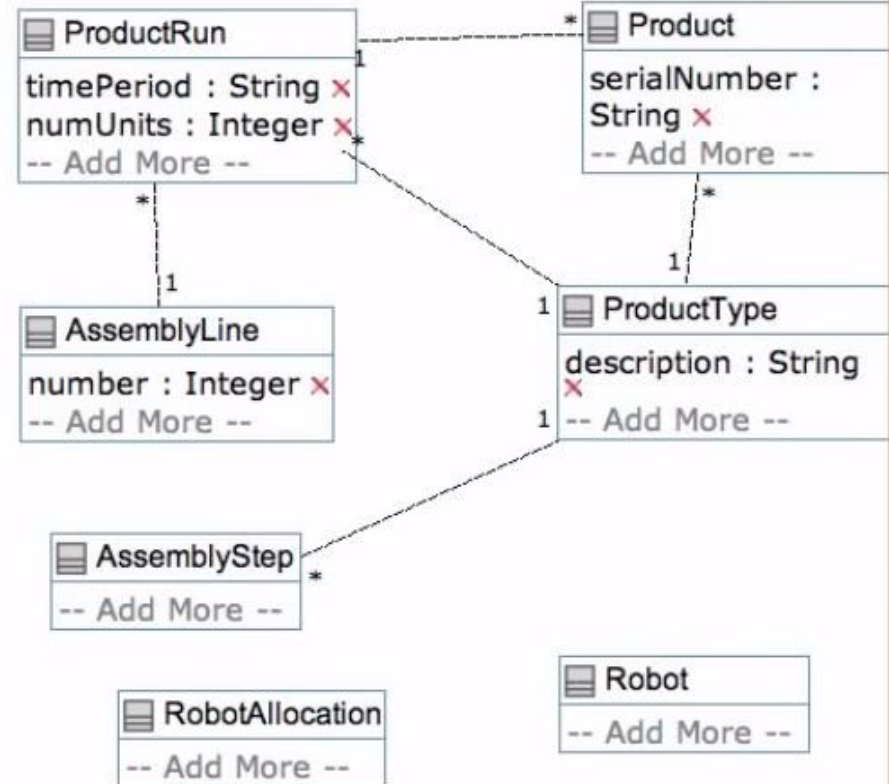 ProductRun
timePeriod : String ×
numUnits : Integer ×
-- Add More --
1
*
*
Product
serialNumber :
String ×
-- Add More --
*
1
*
1
AssemblyLine
number : Integer ×
-- Add More --
1
ProductType
description : String
×
-- Add More --
1
AssemblyStep
-- Add More --
*
RobotAllocation
-- Add More --
Robot
-- Add More --